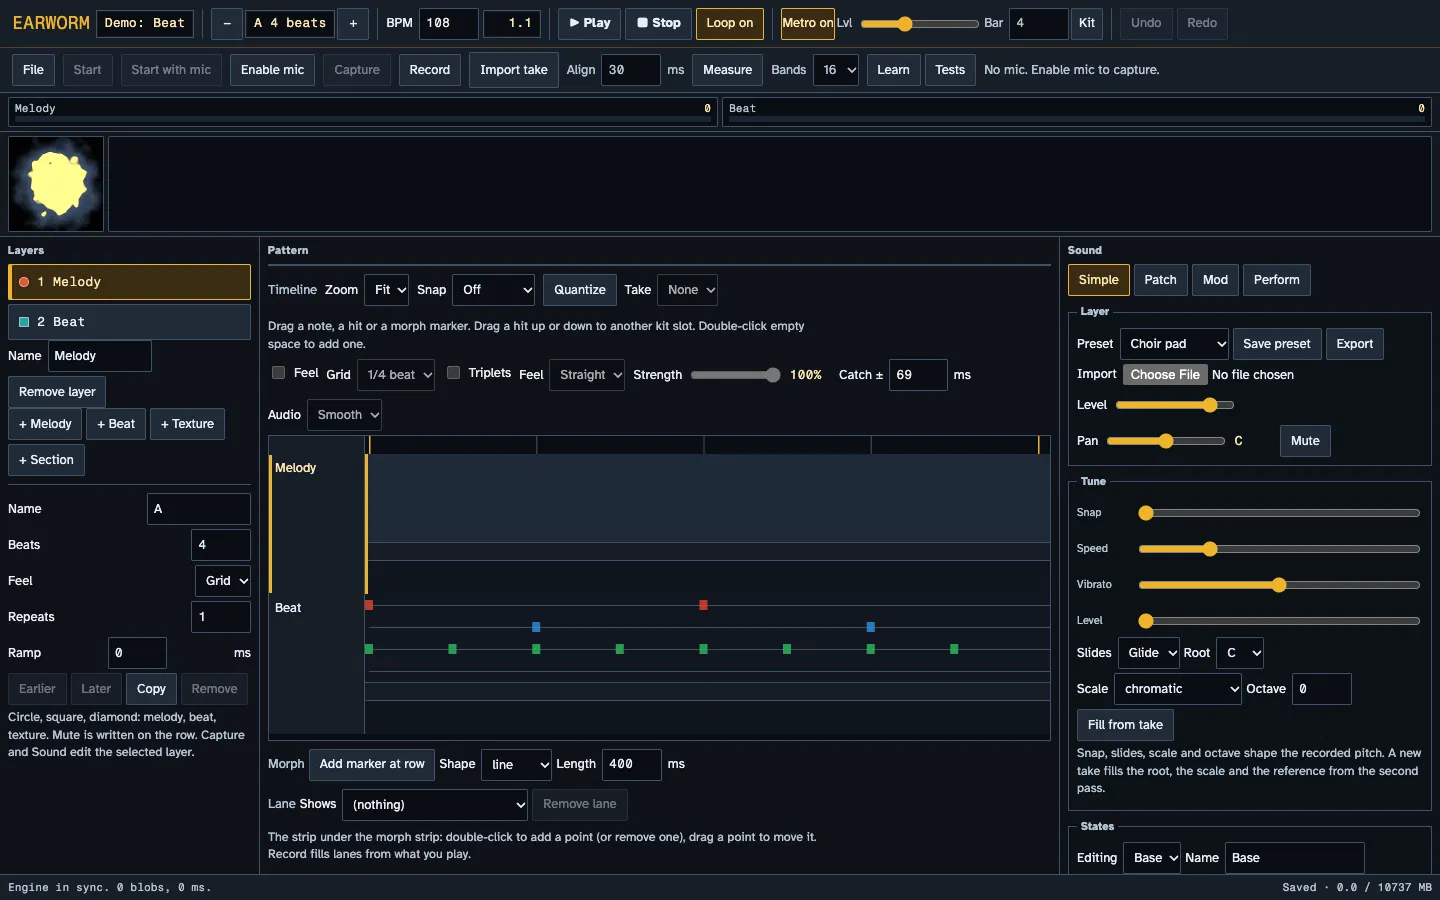 EARWORM Demo: Beat − A 4 beats + BPM 108 1.1 ▶ Play ■ Stop Loop on Metro on Lvl Bar 4 Kit Undo Redo
File Start Start with mic Enable mic Capture Record Import take Align 30 ms Measure Bands 16 Learn Tests No mic. Enable mic to capture.
Melody 0 Beat 0
Layers
1 Melody
2 Beat
Name Melody
Remove layer
+ Melody + Beat + Texture
+ Section
Name A
Beats 4
Feel Grid
Repeats 1
Ramp 0 ms
Earlier Later Copy Remove
Circle, square, diamond: melody, beat,
texture. Mute is written on the row. Capture
and Sound edit the selected layer.
Pattern
Timeline Zoom Fit Snap Off Quantize Take None
Drag a note, a hit or a morph marker. Drag a hit up or down to another kit slot. Double-click empty
space to add one.
Feel Grid 1/4 beat Triplets Feel Straight Strength 100% Catch ± 69 ms
Audio Smooth
Melody
Beat
Morph Add marker at row Shape line Length 400 ms
Lane Shows (nothing) Remove lane
The strip under the morph strip: double-click to add a point (or remove one), drag a point to move it.
Record fills lanes from what you play.
Sound
Simple Patch Mod Perform
Layer
Preset Choir pad Save preset Export
Import Choose File No file chosen
Level
Pan C Mute
Tune
Snap
Speed
Vibrato
Level
Slides Glide Root C
Scale chromatic Octave 0
Fill from take
Snap, slides, scale and octave shape the recorded pitch. A new
take fills the root, the scale and the reference from the second
pass.
States
Editing Base Name Base
Engine in sync. 0 blobs, 0 ms. Saved · 0.0 / 10737 MB